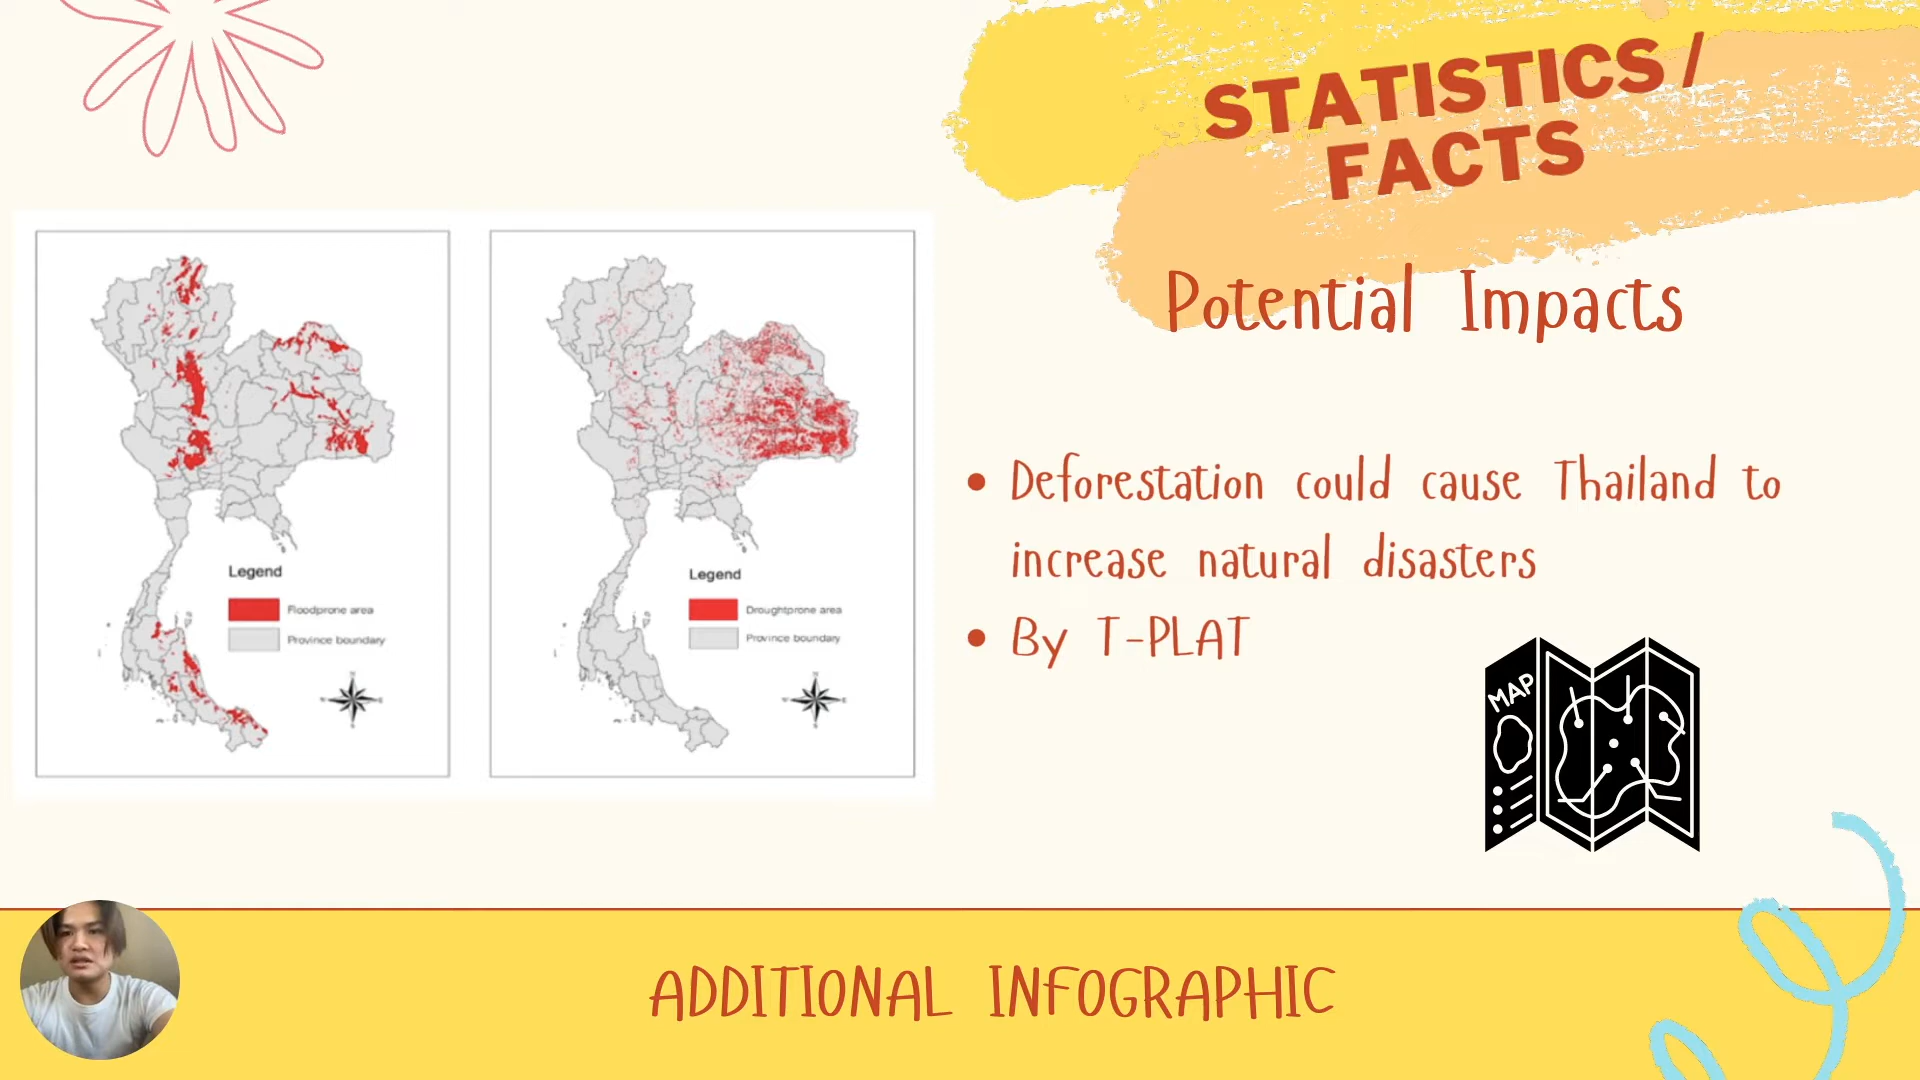 STATISTICS /
FACTS
Potential Impacts
Legend
Floodprone area
Province boundary
Legend
Droughtprone area
Province boundary
• Deforestation could cause Thailand to
increase natural disasters
• By T-PLAT
MAP
ADDITIONAL INFOGRAPHIC